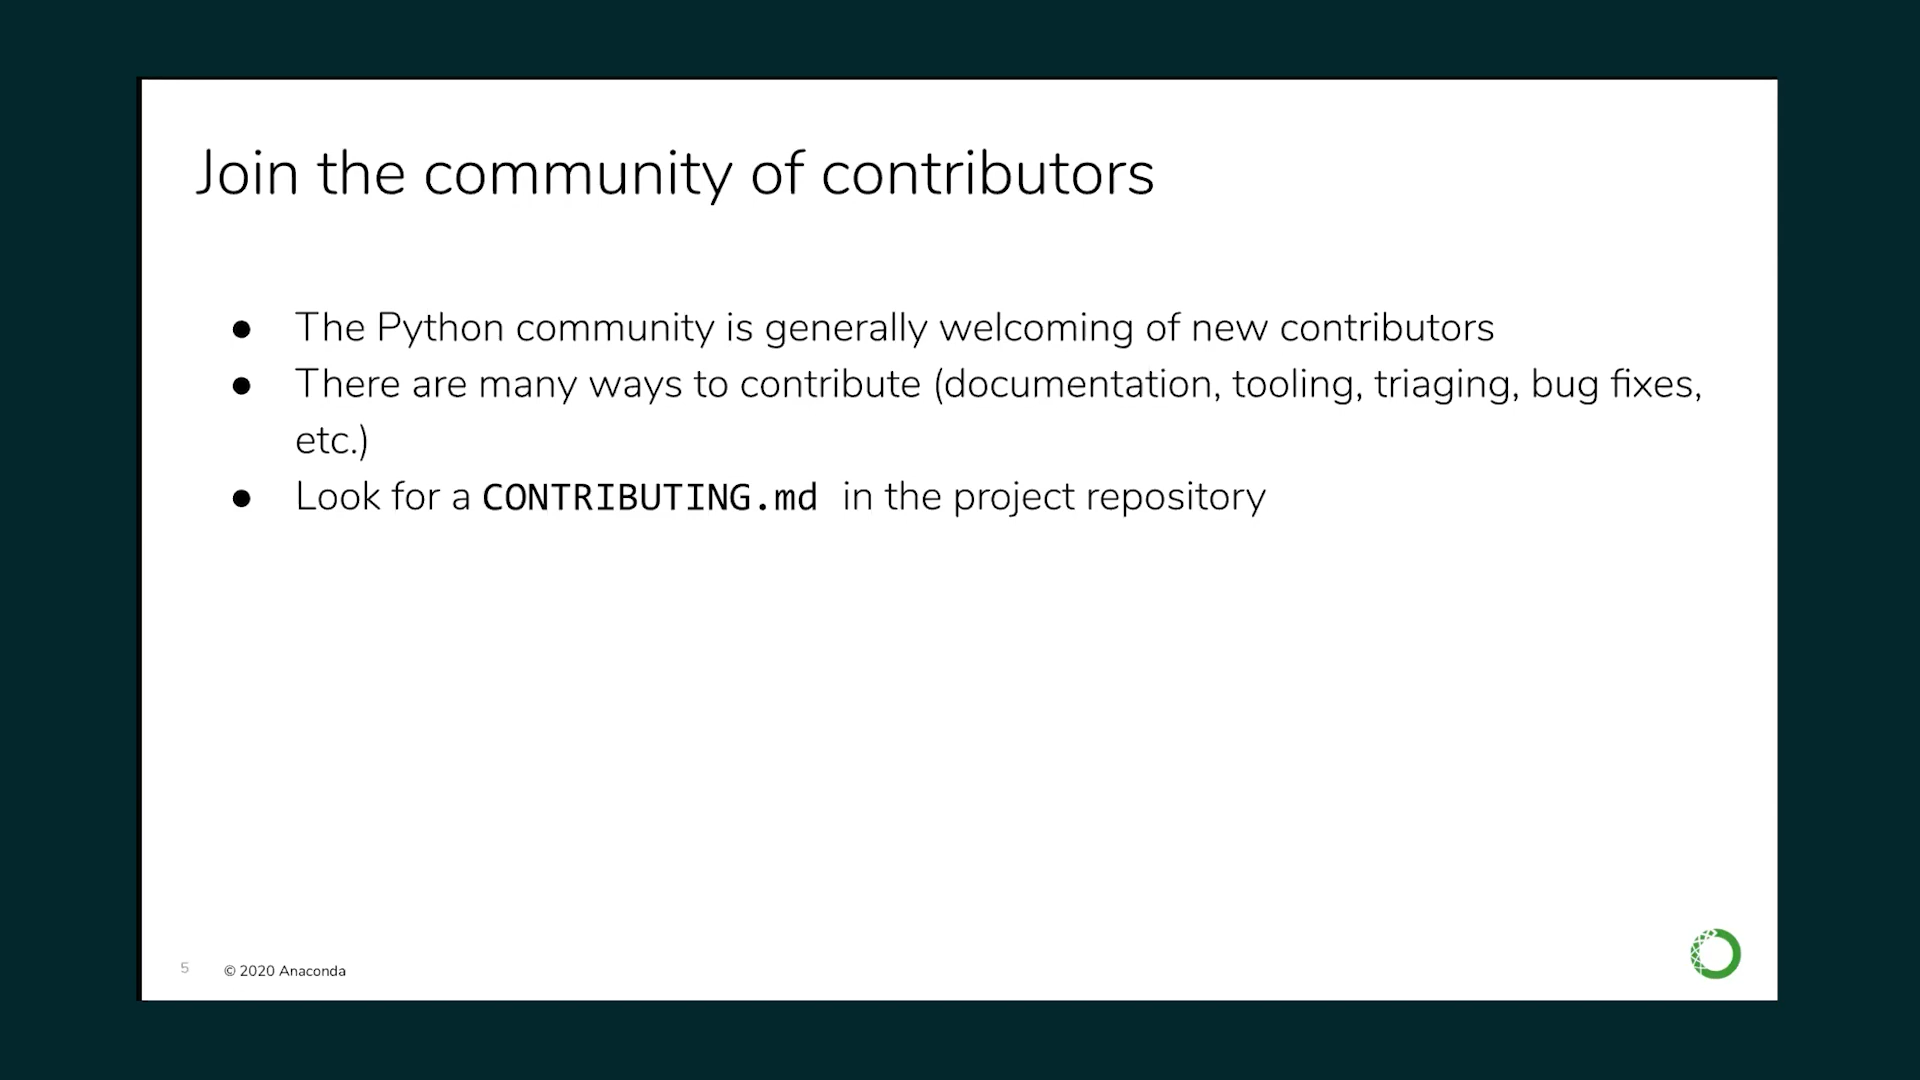 Join the community of contributors
● The Python community is generally welcoming of new contributors
● There are many ways to contribute (documentation, tooling, triaging, bug fixes,
etc.)
● Look for a CONTRIBUTING.md in the project repository
5 © 2020 Anaconda